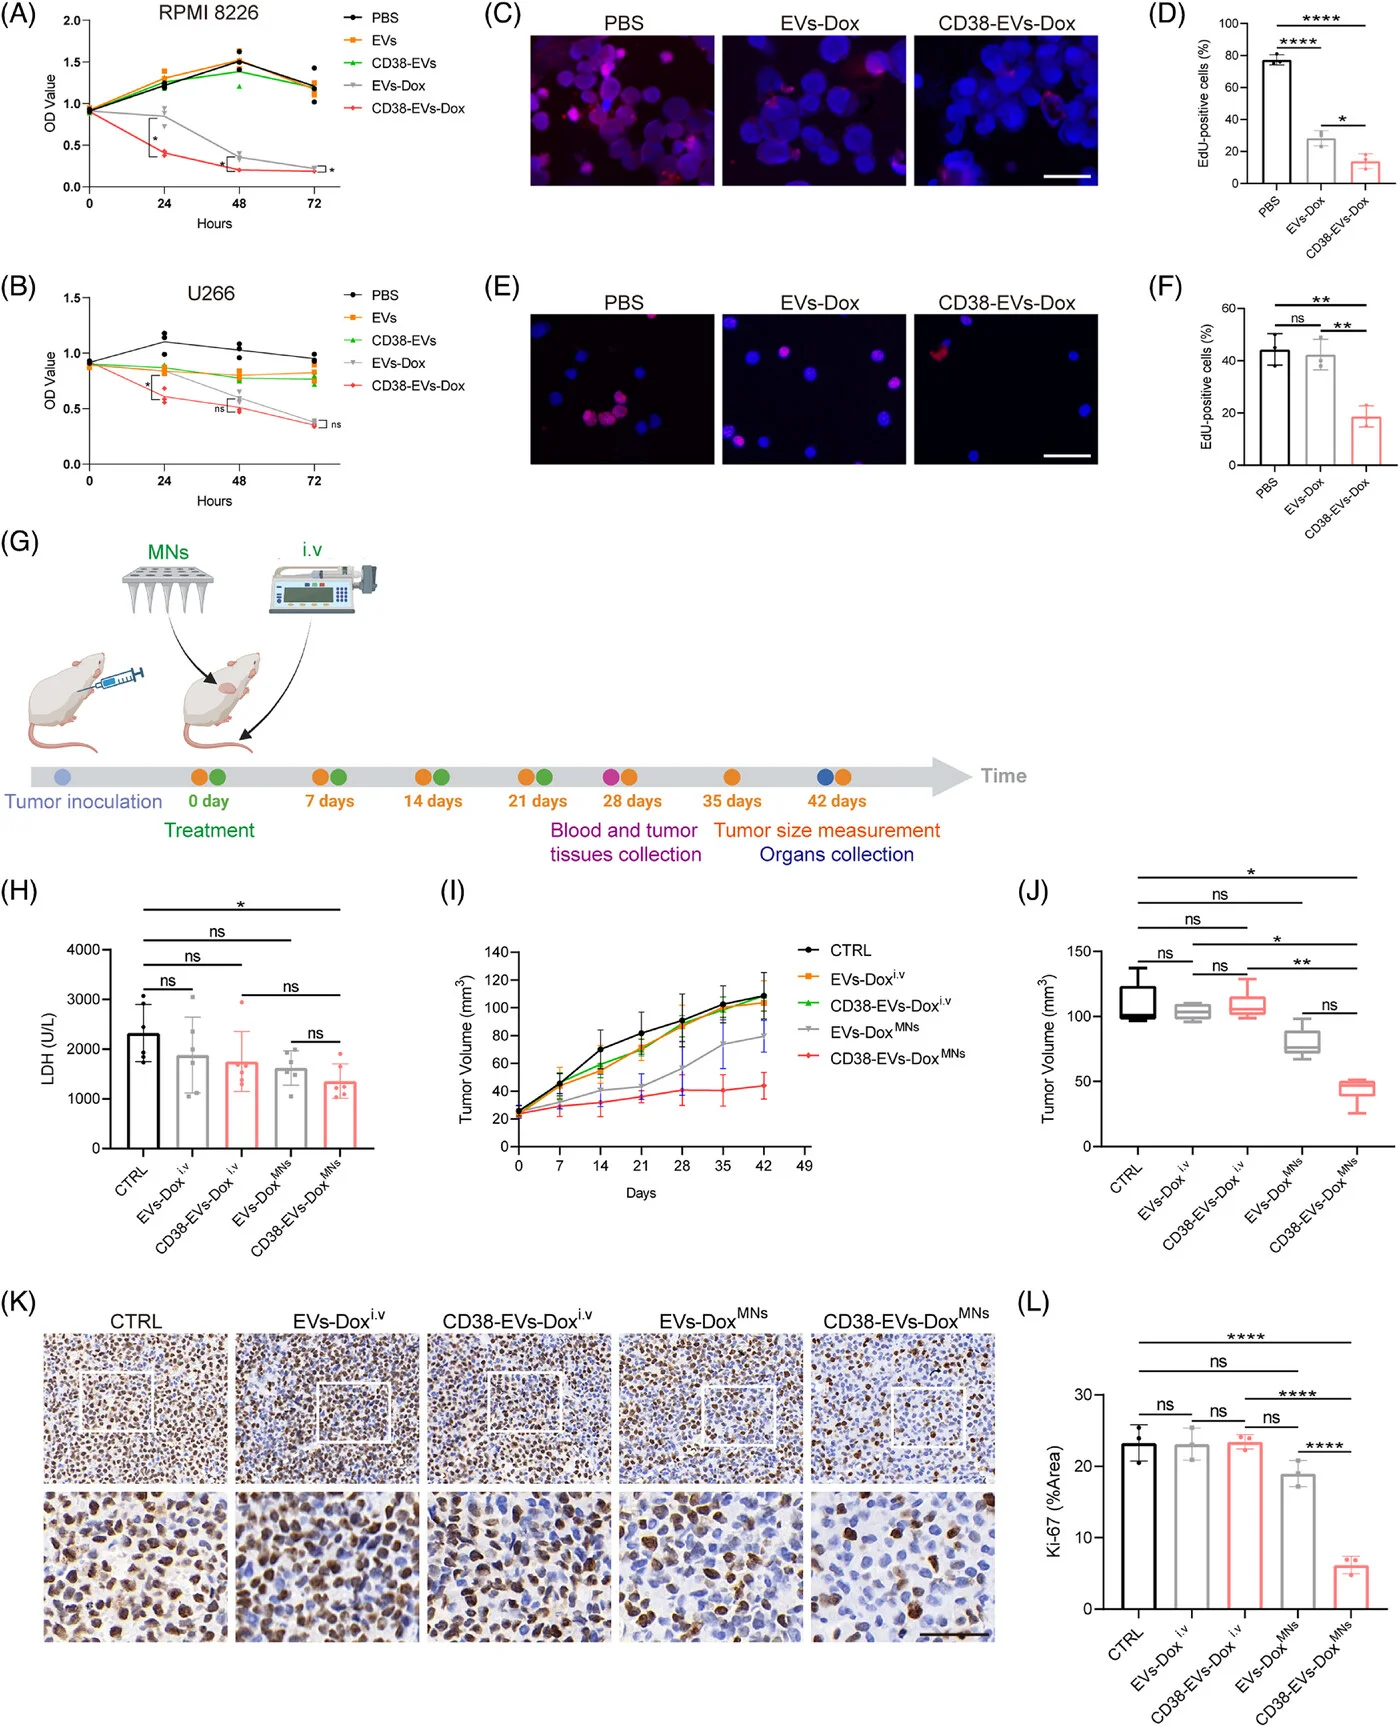 (A)
RPMI 8226
OD Value
2.0
1.5
1.0
0.5
0.0
0 24 48 72
Hours
* * *
PBS
EVs
CD38-EVs
EVs-Dox
CD38-EVs-Dox
(C)
PBS EVs-Dox CD38-EVs-Dox
(D)
EdU-positive cells (%)
100
80
60
40
20
0
****
****
*
PBS
EVs-Dox
CD38-EVs-Dox
(B)
U266
OD Value
1.5
1.0
0.5
0.0
0 24 48 72
Hours
* ns ns
PBS
EVs
CD38-EVs
EVs-Dox
CD38-EVs-Dox
(E)
PBS EVs-Dox CD38-EVs-Dox
(F)
EdU-positive cells (%)
60
40
20
0
**
ns **
PBS
EVs-Dox
CD38-EVs-Dox
(G)
MNs i.v
Time
Tumor inoculation 0 day 7 days 14 days 21 days 28 days 35 days 42 days
Treatment
Blood and tumor
tissues collection
Tumor size measurement
Organs collection
(H)
LDH (U/L)
4000
3000
2000
1000
0
*
ns
ns
ns ns
ns
CTRL
EVs-Dox i.v
CD38-EVs-Dox i.v
EVs-Dox MNs
CD38-EVs-Dox MNs
(I)
Tumor Volume (mm3)
140
120
100
80
60
40
20
0
0 7 14 21 28 35 42 49
Days
CTRL
EVs-Dox i.v
CD38-EVs-Dox i.v
EVs-Dox MNs
CD38-EVs-Dox MNs
(J)
Tumor Volume (mm3)
150
100
50
0
*
ns
ns
*
ns ns **
ns
CTRL
EVs-Dox i.v
CD38-EVs-Dox i.v
EVs-Dox MNs
CD38-EVs-Dox MNs
(K)
CTRL EVs-Dox i.v CD38-EVs-Dox i.v EVs-Dox MNs CD38-EVs-Dox MNs
(L)
Ki-67 (%Area)
30
20
10
0
****
ns
****
ns ns ns
****
CTRL
EVs-Dox i.v
CD38-EVs-Dox i.v
EVs-Dox MNs
CD38-EVs-Dox MNs